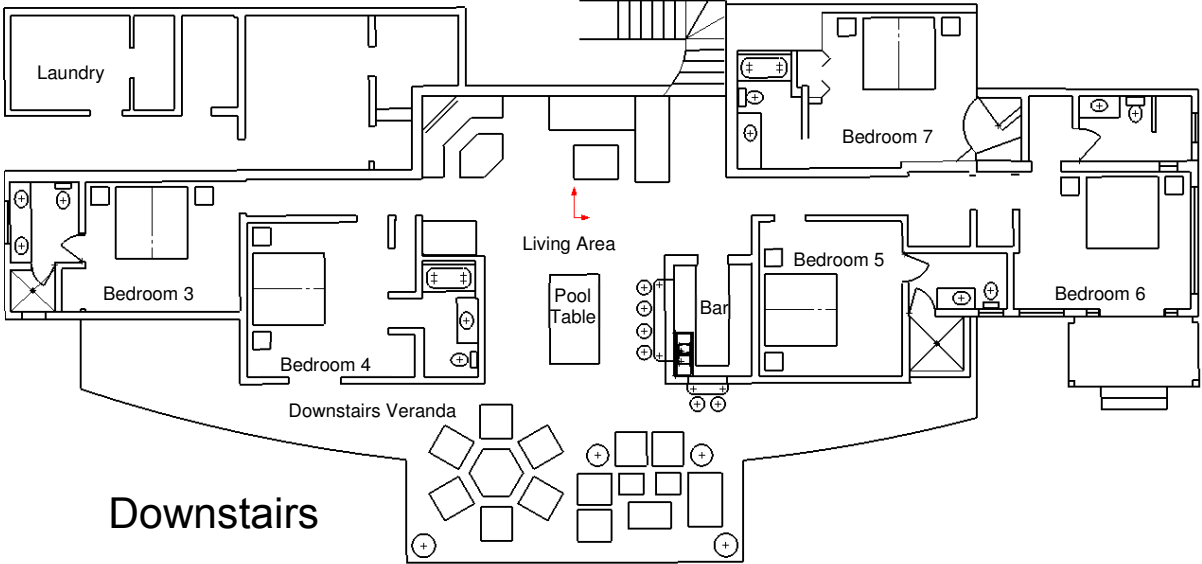 Laundry
Bedroom 7
Living Area
Bedroom 5
Bedroom 3
Pool
Table
Bar
Bedroom 6
Bedroom 4
Downstairs Veranda
Downstairs